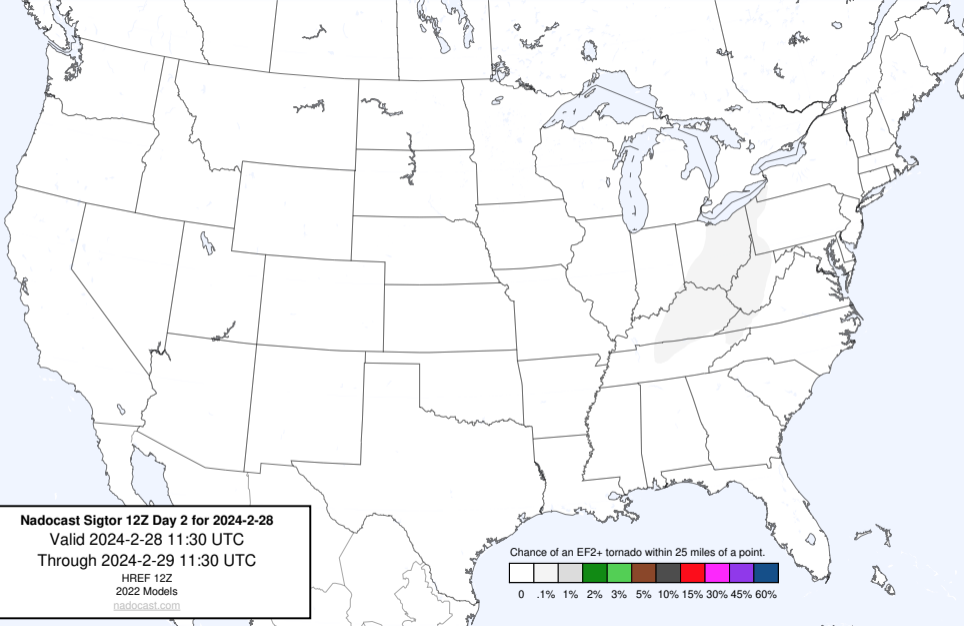 Nadocast Sigtor 12Z Day 2 for 2024-2-28
Valid 2024-2-28 11:30 UTC
Through 2024-2-29 11:30 UTC
HREF 12Z
2022 Models
nadocast.com
Chance of an EF2+ tornado within 25 miles of a point.
0 .1% 1% 2% 3% 5% 10% 15% 30% 45% 60%